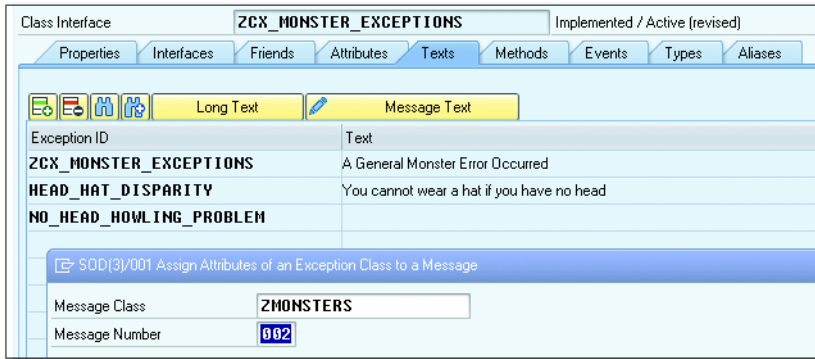 Class Interface ZCX_MONSTER_EXCEPTIONS Implemented / Active (revised)
Properties Interfaces Friends Attributes Texts Methods Events Types Aliases
Long Text Message Text
Exception ID Text
ZCX_MONSTER_EXCEPTIONS A General Monster Error Occurred
HEAD_HAT_DISPARITY You cannot wear a hat if you have no head
NO_HEAD_HOWLING_PROBLEM
SOD(3)/001 Assign Attributes of an Exception Class to a Message
Message Class ZMONSTERS
Message Number 002